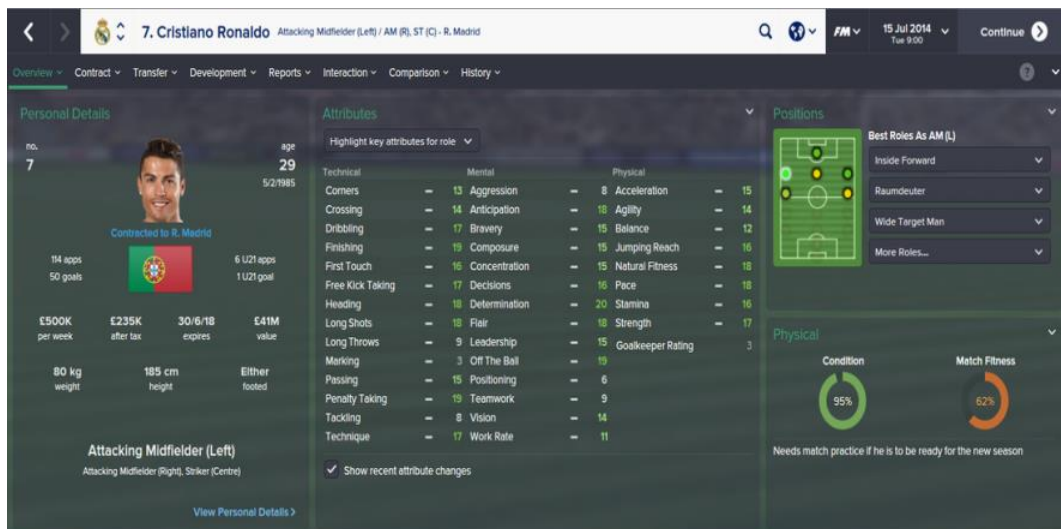 7. Cristiano Ronaldo Attacking Midfielder (Left) / AM (R), ST (C) - R. Madrid
FM
15 Jul 2014
Tue 9:00
Continue
Overview Contract Transfer Development Reports Interaction Comparison History
Personal Details
no.
7
age
29
5/2/1985
Contracted to R. Madrid
114 apps
50 goals
6 U21 apps
1 U21 goal
£500K per week
£235K after tax
30/6/18 expires
£41M value
80 kg weight
185 cm height
Either footed
Attacking Midfielder (Left)
Attacking Midfielder (Right), Striker (Centre)
View Personal Details >
Attributes
Highlight key attributes for role
Technical Mental Physical
Corners - 13 Aggression - 8 Acceleration - 15
Crossing - 14 Anticipation - 18 Agility - 14
Dribbling - 17 Bravery - 15 Balance - 12
Finishing - 19 Composure - 15 Jumping Reach - 16
First Touch - 16 Concentration - 15 Natural Fitness - 18
Free Kick Taking - 17 Decisions - 16 Pace - 18
Heading - 18 Determination - 20 Stamina - 16
Long Shots - 18 Flair - 18 Strength - 17
Long Throws - 9 Leadership - 15 Goalkeeper Rating 3
Marking - 3 Off The Ball - 19
Passing - 15 Positioning - 6
Penalty Taking - 19 Teamwork - 9
Tackling - 8 Vision - 14
Technique - 17 Work Rate - 11
Show recent attribute changes
Positions
Best Roles As AM (L)
Inside Forward
Raumdeuter
Wide Target Man
More Roles...
Physical
Condition
95%
Match Fitness
62%
Needs match practice if he is to be ready for the new season